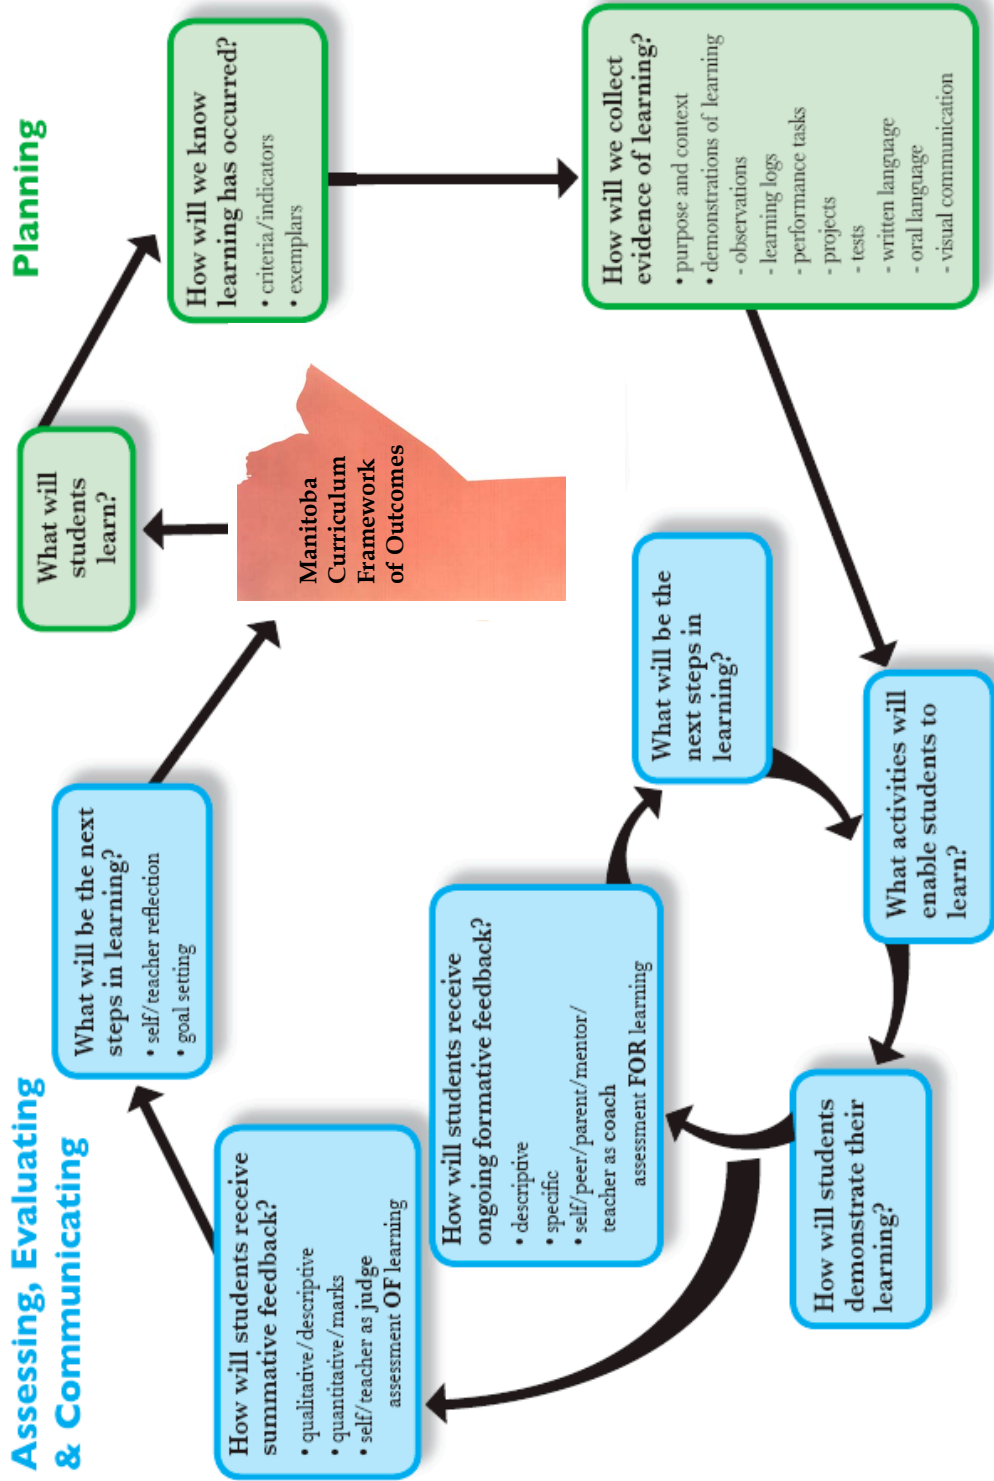 Assessing, Evaluating
& Communicating
Planning
What will
students
learn?
How will we know
learning has occurred?
• criteria/indicators
• exemplars
How will we collect
evidence of learning?
• purpose and context
• demonstrations of learning
- observations
- learning logs
- performance tasks
- projects
- tests
- written language
- oral language
- visual communication
Manitoba
Curriculum
Framework
of Outcomes
What activities will
enable students to
learn?
How will students
demonstrate their
learning?
How will students receive
ongoing formative feedback?
• descriptive
• specific
• self/peer/parent/mentor/
teacher as coach
assessment FOR learning
What will be the
next steps in
learning?
How will students receive
summative feedback?
• qualitative/descriptive
• quantitative/marks
• self/teacher as judge
assessment OF learning
What will be the next
steps in learning?
• self/teacher reflection
• goal setting